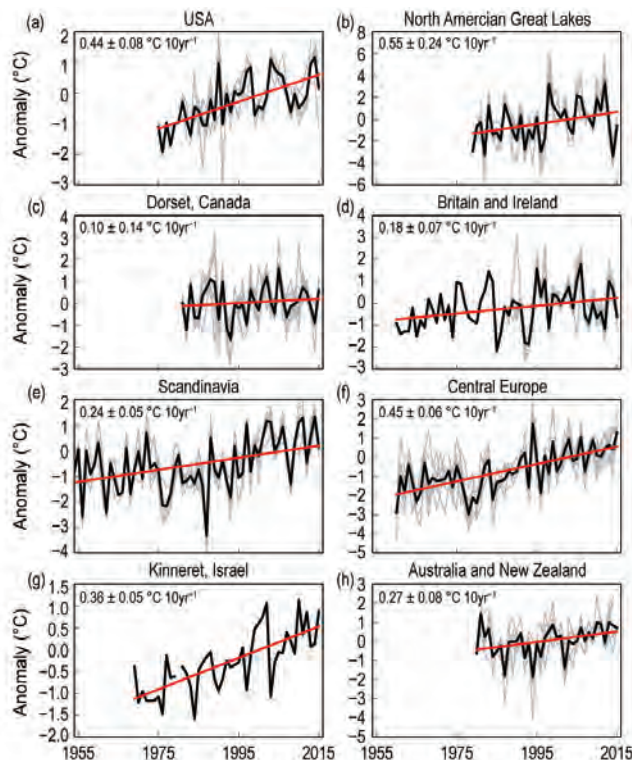 (a) USA
0.44 ± 0.08 °C 10yr⁻¹
Anomaly (°C)
2
1
0
−1
−2
−3
(b) North Amercian Great Lakes
0.55 ± 0.24 °C 10yr⁻¹
8
6
4
2
0
−2
−4
−6
(c) Dorset, Canada
0.10 ± 0.14 °C 10yr⁻¹
Anomaly (°C)
4
3
2
1
0
−1
−2
−3
(d) Britain and Ireland
0.18 ± 0.07 °C 10yr⁻¹
4
3
2
1
0
−1
−2
−3
(e) Scandinavia
0.24 ± 0.05 °C 10yr⁻¹
Anomaly (°C)
2
1
0
−1
−2
−3
−4
(f) Central Europe
0.45 ± 0.06 °C 10yr⁻¹
3
2
1
0
−1
−2
−3
−4
−5
(g) Kinneret, Israel
0.36 ± 0.05 °C 10yr⁻¹
Anomaly (°C)
1.5
1.0
0.5
0.0
−0.5
−1.0
−1.5
−2.0
1955 1975 1995 2015
(h) Australia and New Zealand
0.27 ± 0.08 °C 10yr⁻¹
4
3
2
1
0
−1
−2
−3
−4
−5
1955 1975 1995 2015